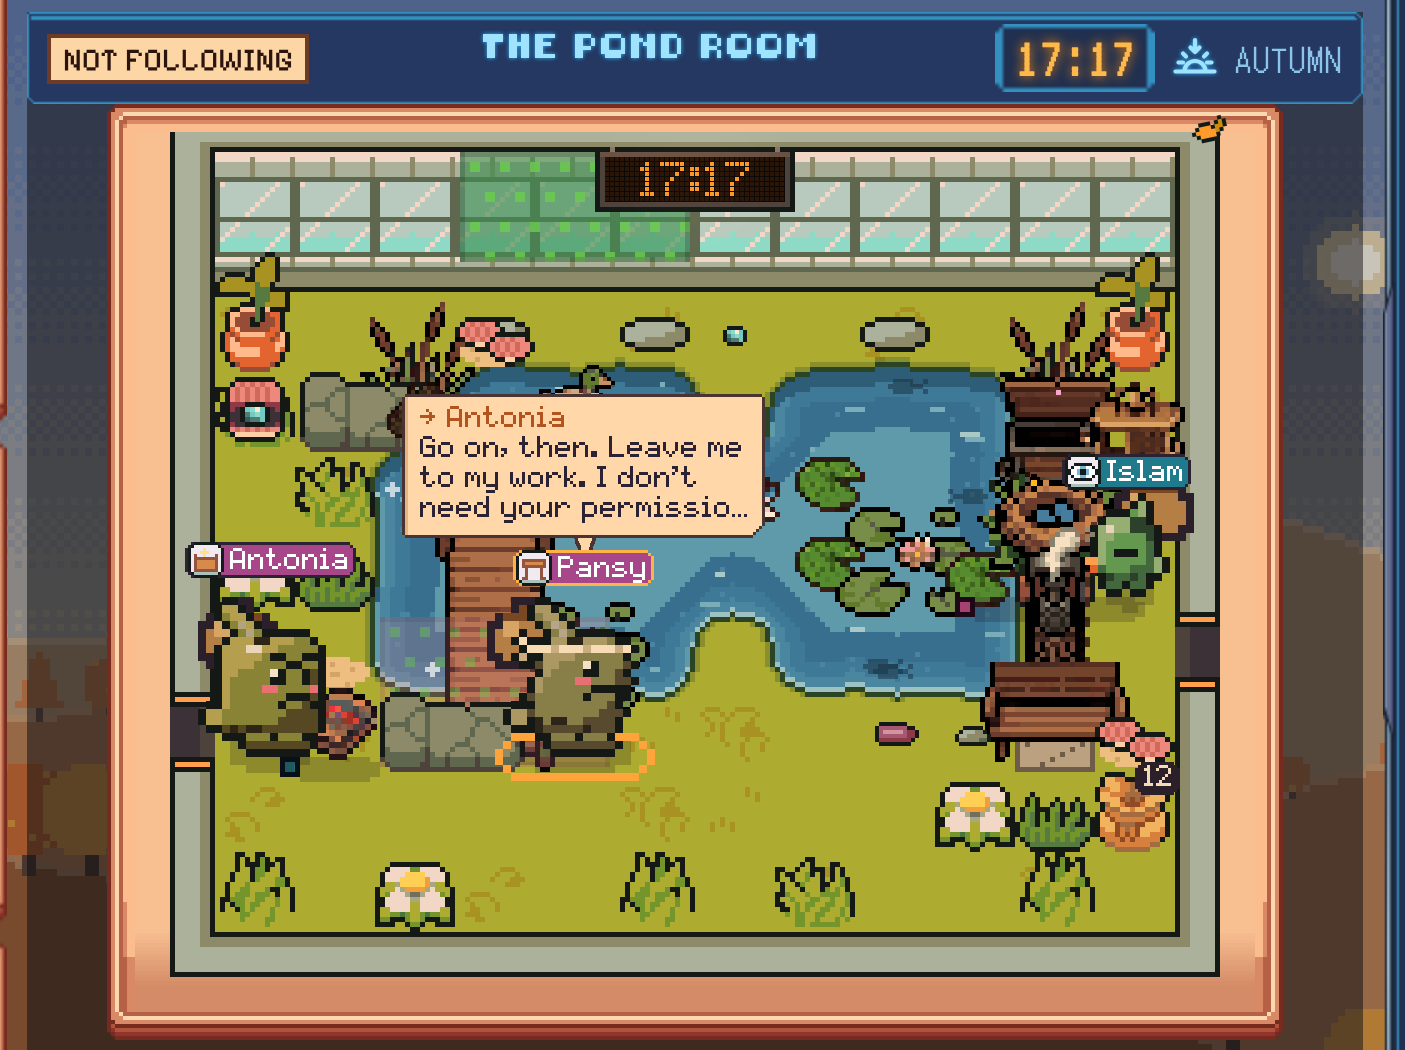 NOT FOLLOWING
THE POND ROOM
17:17
AUTUMN
17:17
→ Antonia
Go on, then. Leave me
to my work. I don't
need your permissio...
Islam
Antonia
Pansy
12